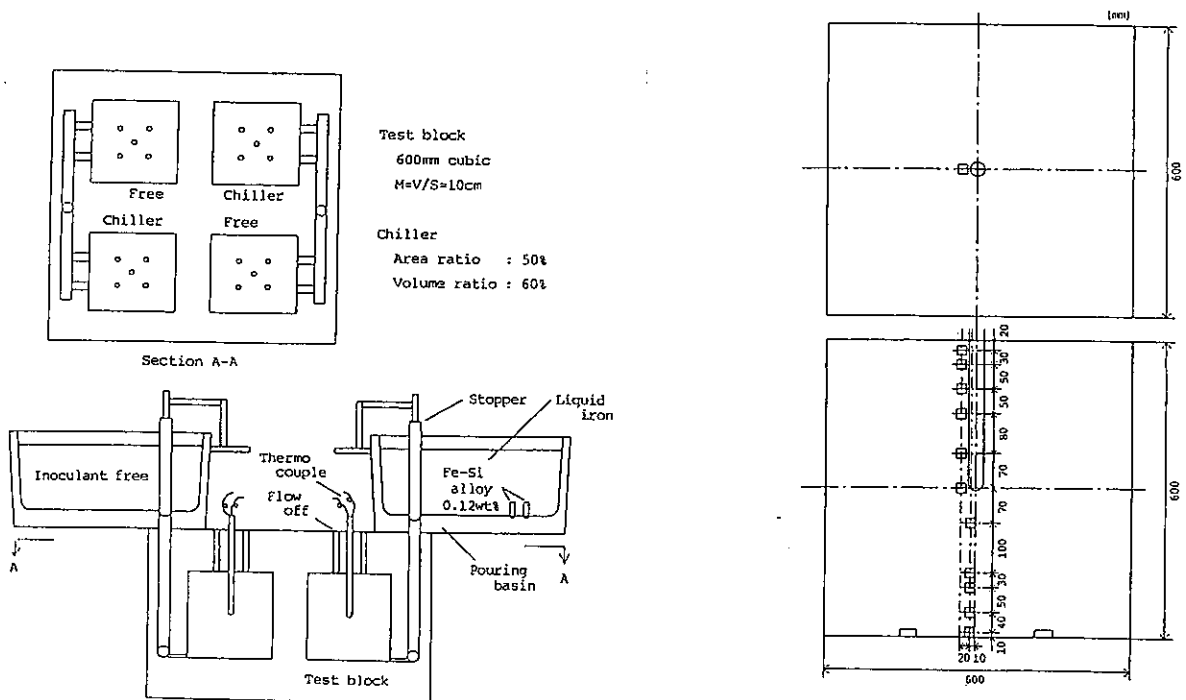 Free
Chiller
Chiller
Free
Section A-A
Test block
600mm cubic
M=V/S=10cm
Chiller
Area ratio : 50%
Volume ratio : 60%
Stopper
Liquid
iron
Inoculant free
Thermo
couple
Flow
off
Fe-Si
alloy
0.12wt%
A
Pouring
basin
A
Test block
(mm)
600
20
30
50
50
80
70
70
100
30
50
40
10
600
20
10
600